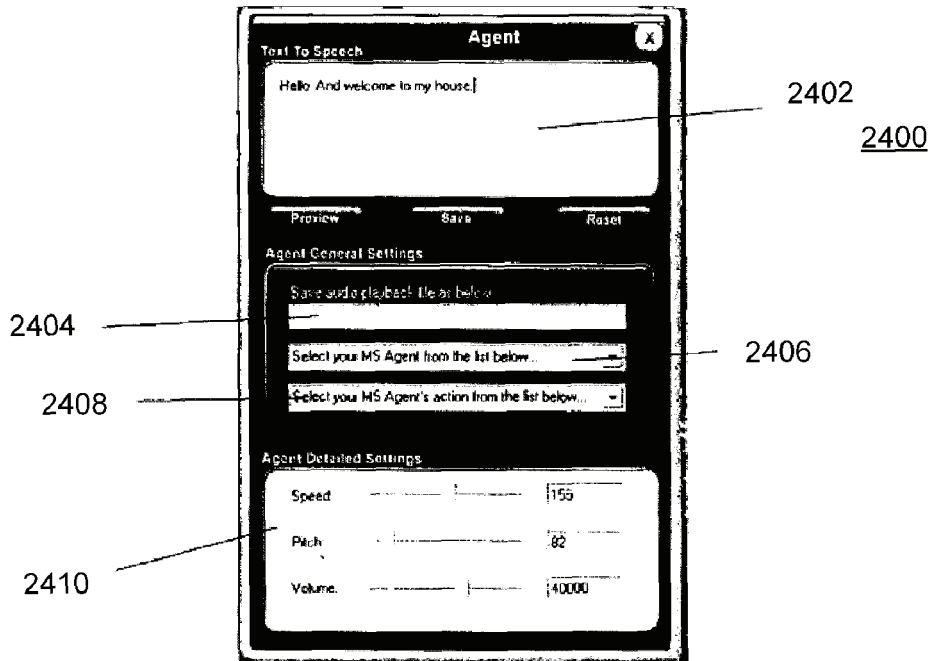 Agent X
Text To Speech
Hello. And welcome to my house.
2402
2400
Preview Save Reset
Agent General Settings
Save audio playback file as below
2404
Select your MS Agent from the list below...
2406
2408
Select your MS Agent's action from the list below...
Agent Detailed Settings
Speed 155
Pitch 82
2410
Volume. 40000